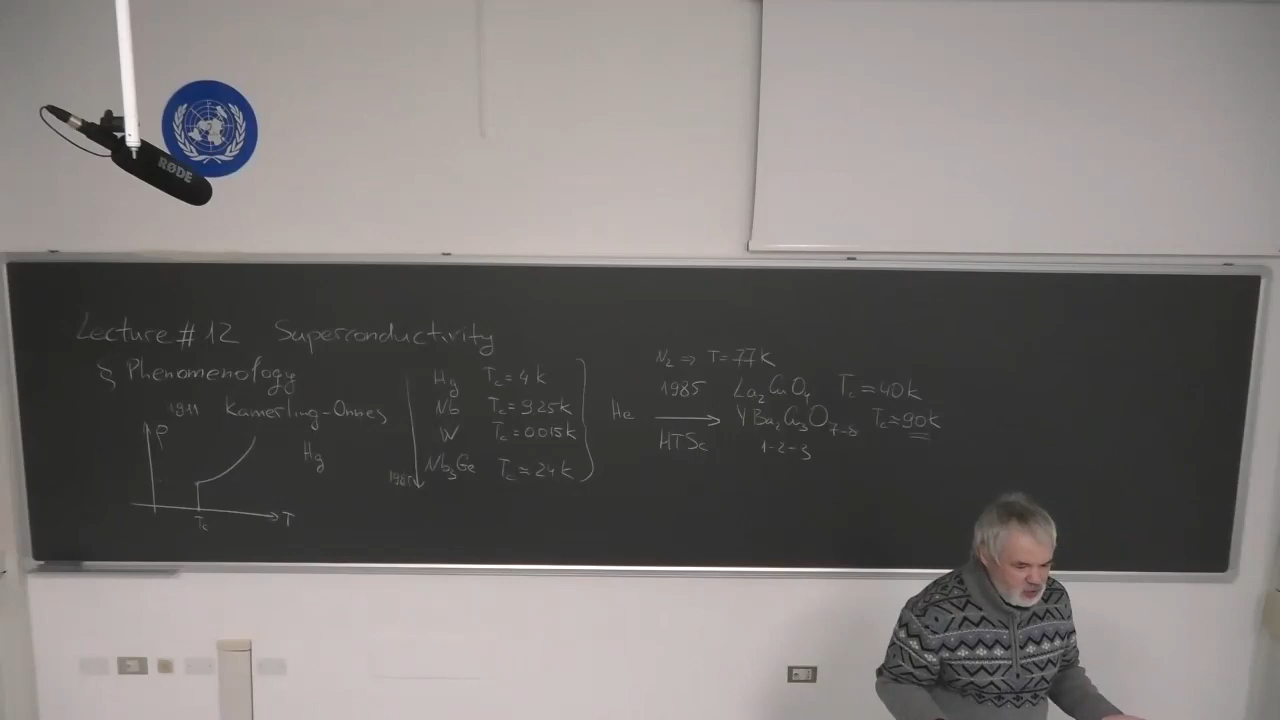 RØDE
Lecture # 12 Superconductivity
§ Phenomenology
1911 Kamerling-Onnes
Hg
ρ
Tc
T
Hg Tc = 4 K
Nb Tc = 9.25 K
W Tc = 0.015 K
Nb3Ge Tc = 24 K
He
HTSc
N2 ⇒ T = 77 K
1985 La2CuO4 Tc = 40 K
YBa2Cu3O7-δ Tc = 90 K
1-2-3